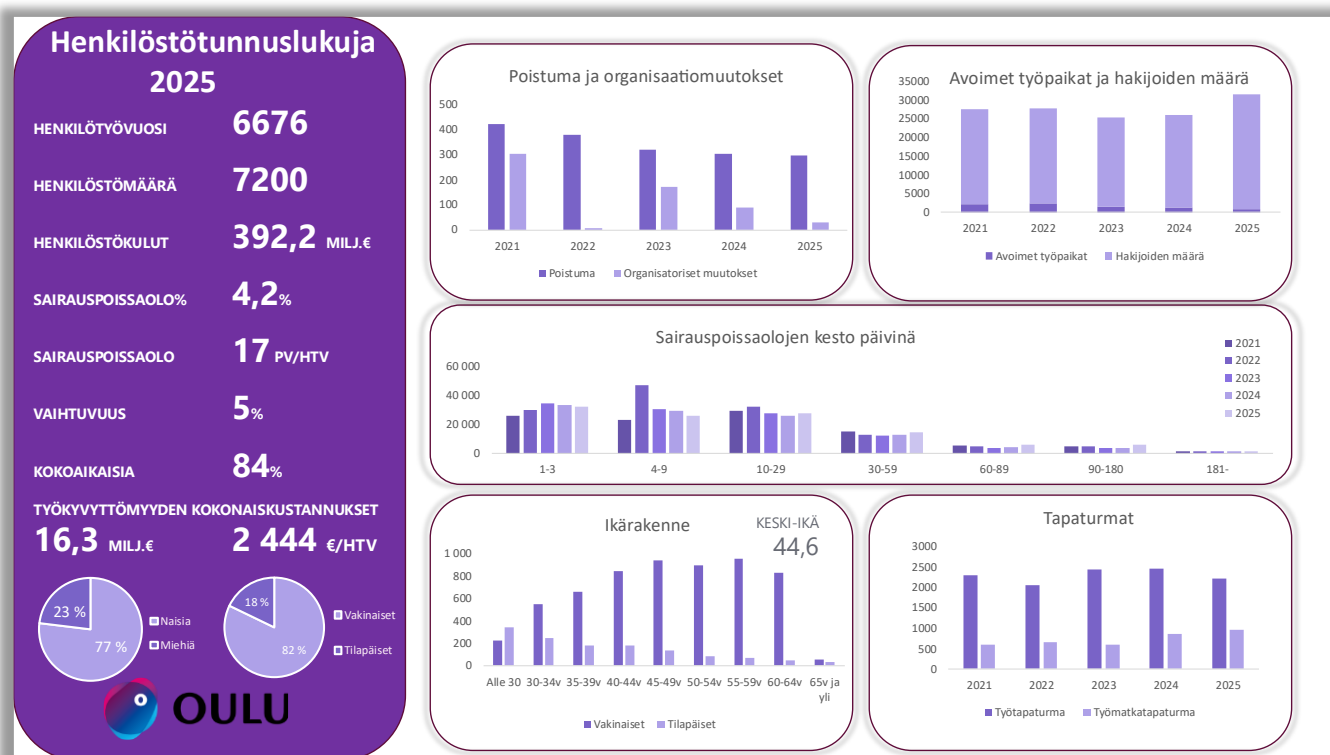 Henkilöstötunnuslukuja
2025
HENKILÖTYÖVUOSI 6676
HENKILÖSTÖMÄÄRÄ 7200
HENKILÖSTÖKULUT 392,2 MILJ.€
SAIRAUSPOISSAOLO% 4,2%
SAIRAUSPOISSAOLO 17 PV/HTV
VAIHTUVUUS 5%
KOKOAIKAISIA 84%
TYÖKYVYTTÖMYYDEN KOKONAISKUSTANNUKSET
16,3 MILJ.€ 2 444 €/HTV
23 %
77 %
Naisia
Miehiä
18 %
82 %
Vakinaiset
Tilapäiset
OULU
Poistuma ja organisaatiomuutokset
500
400
300
200
100
0
2021 2022 2023 2024 2025
Poistuma Organisatoriset muutokset
Avoimet työpaikat ja hakijoiden määrä
35000
30000
25000
20000
15000
10000
5000
0
2021 2022 2023 2024 2025
Avoimet työpaikat Hakijoiden määrä
Sairauspoissaolojen kesto päivinä
60 000
40 000
20 000
0
1-3 4-9 10-29 30-59 60-89 90-180 181-
2021
2022
2023
2024
2025
Ikärakenne
KESKI-IKÄ
44,6
1 000
800
600
400
200
0
Alle 30 30-34v 35-39v 40-44v 45-49v 50-54v 55-59v 60-64v 65v ja
yli
Vakinaiset Tilapäiset
Tapaturmat
3000
2500
2000
1500
1000
500
0
2021 2022 2023 2024 2025
Työtapaturma Työmatkatapaturma